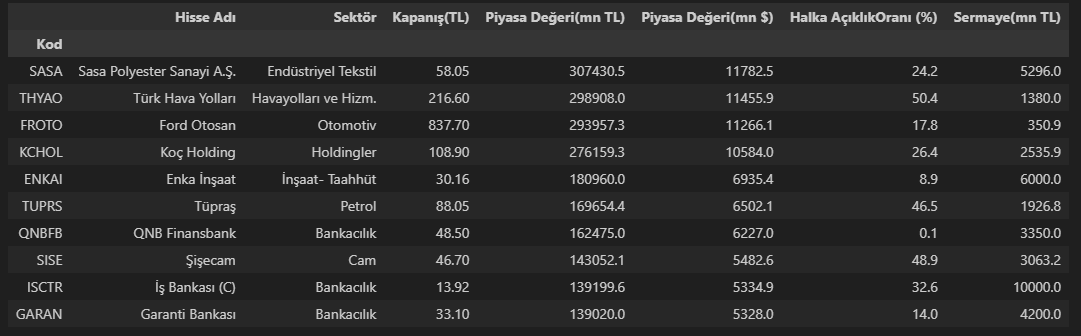 Hisse Adı Sektör Kapanış(TL) Piyasa Değeri(mn TL) Piyasa Değeri(mn $) Halka AçıklıkOranı (%) Sermaye(mn TL)
Kod
SASA Sasa Polyester Sanayi A.Ş. Endüstriyel Tekstil 58.05 307430.5 11782.5 24.2 5296.0
THYAO Türk Hava Yolları Havayolları ve Hizm. 216.60 298908.0 11455.9 50.4 1380.0
FROTO Ford Otosan Otomotiv 837.70 293957.3 11266.1 17.8 350.9
KCHOL Koç Holding Holdingler 108.90 276159.3 10584.0 26.4 2535.9
ENKAI Enka İnşaat İnşaat- Taahhüt 30.16 180960.0 6935.4 8.9 6000.0
TUPRS Tüpraş Petrol 88.05 169654.4 6502.1 46.5 1926.8
QNBFB QNB Finansbank Bankacılık 48.50 162475.0 6227.0 0.1 3350.0
SISE Şişecam Cam 46.70 143052.1 5482.6 48.9 3063.2
ISCTR İş Bankası (C) Bankacılık 13.92 139199.6 5334.9 32.6 10000.0
GARAN Garanti Bankası Bankacılık 33.10 139020.0 5328.0 14.0 4200.0